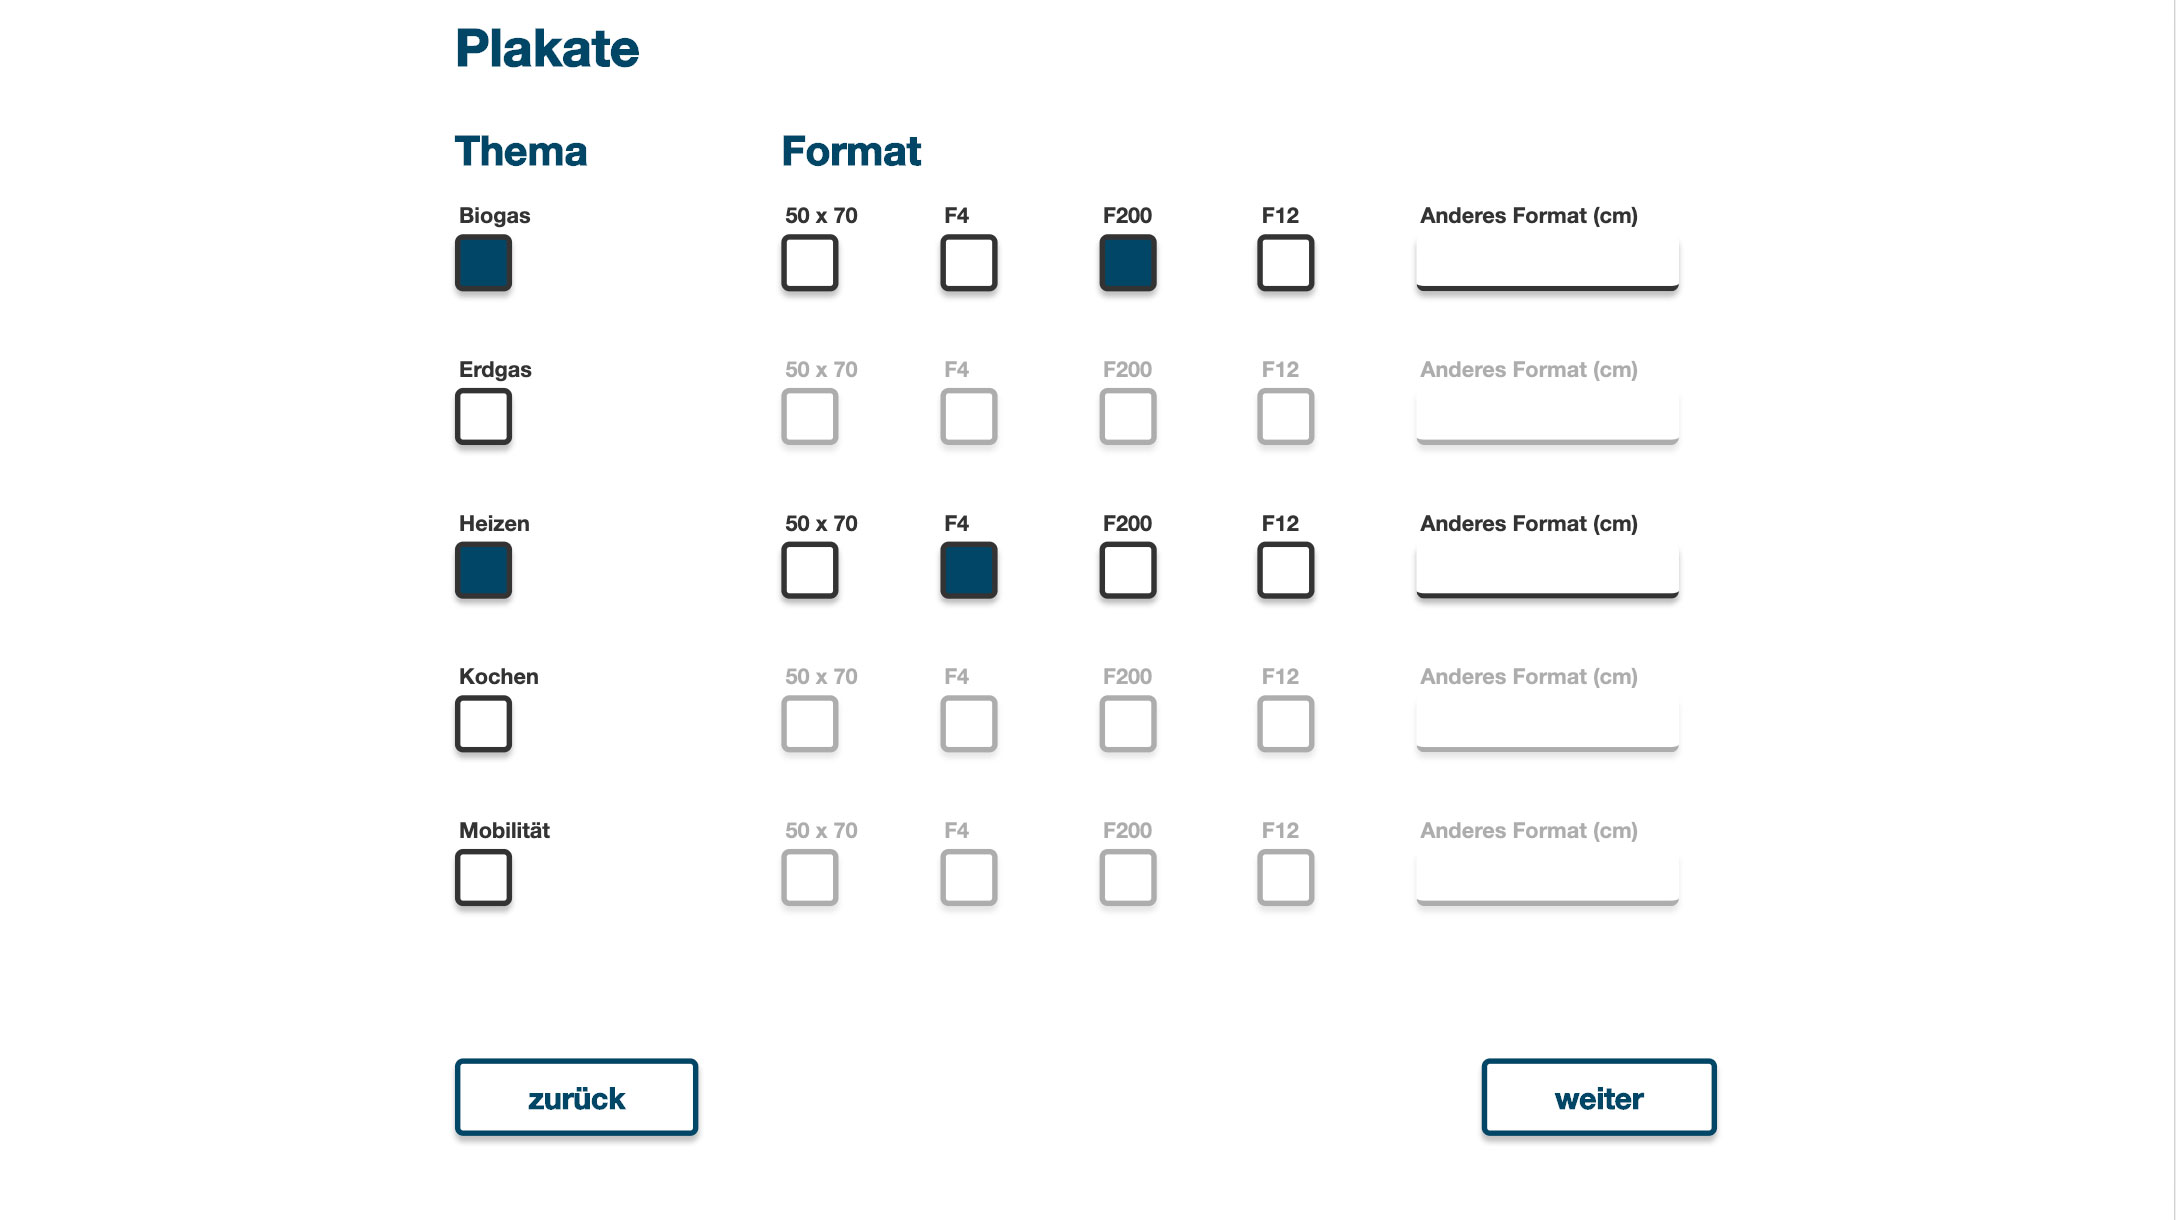 Plakate
Thema Format
Biogas 50 x 70 F4 F200 F12 Anderes Format (cm)
Erdgas 50 x 70 F4 F200 F12 Anderes Format (cm)
Heizen 50 x 70 F4 F200 F12 Anderes Format (cm)
Kochen 50 x 70 F4 F200 F12 Anderes Format (cm)
Mobilität 50 x 70 F4 F200 F12 Anderes Format (cm)
zurück weiter